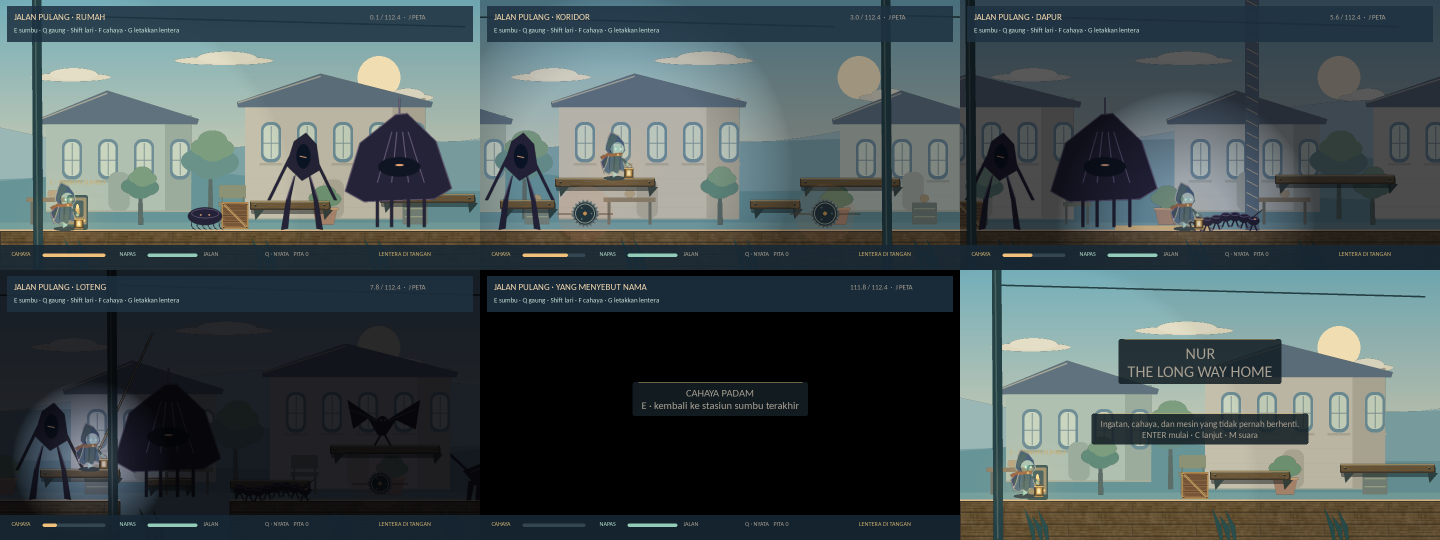 JALAN PULANG · RUMAH
0.1 / 112.4 · J PETA
E sumbu · Q gaung · Shift lari · F cahaya · G letakkan lentera
CAHAYA NAPAS JALAN Q · NYATA PITA 0 LENTERA DI TANGAN
JALAN PULANG · KORIDOR
3.0 / 112.4 · J PETA
E sumbu · Q gaung · Shift lari · F cahaya · G letakkan lentera
CAHAYA NAPAS JALAN Q · NYATA PITA 0 LENTERA DI TANGAN
JALAN PULANG · DAPUR
5.6 / 112.4 · J PETA
E sumbu · Q gaung · Shift lari · F cahaya · G letakkan lentera
CAHAYA NAPAS JALAN Q · NYATA PITA 0 LENTERA DI TANGAN
JALAN PULANG · LOTENG
7.8 / 112.4 · J PETA
E sumbu · Q gaung · Shift lari · F cahaya · G letakkan lentera
CAHAYA NAPAS JALAN Q · NYATA PITA 0 LENTERA DI TANGAN
JALAN PULANG · YANG MENYEBUT NAMA
111.8 / 112.4 · J PETA
E sumbu · Q gaung · Shift lari · F cahaya · G letakkan lentera
CAHAYA PADAM
E · kembali ke stasiun sumbu terakhir
CAHAYA NAPAS JALAN Q · NYATA PITA 0 LENTERA DI TANGAN
NUR
THE LONG WAY HOME
Ingatan, cahaya, dan mesin yang tidak pernah berhenti.
ENTER mulai · C lanjut · M suara